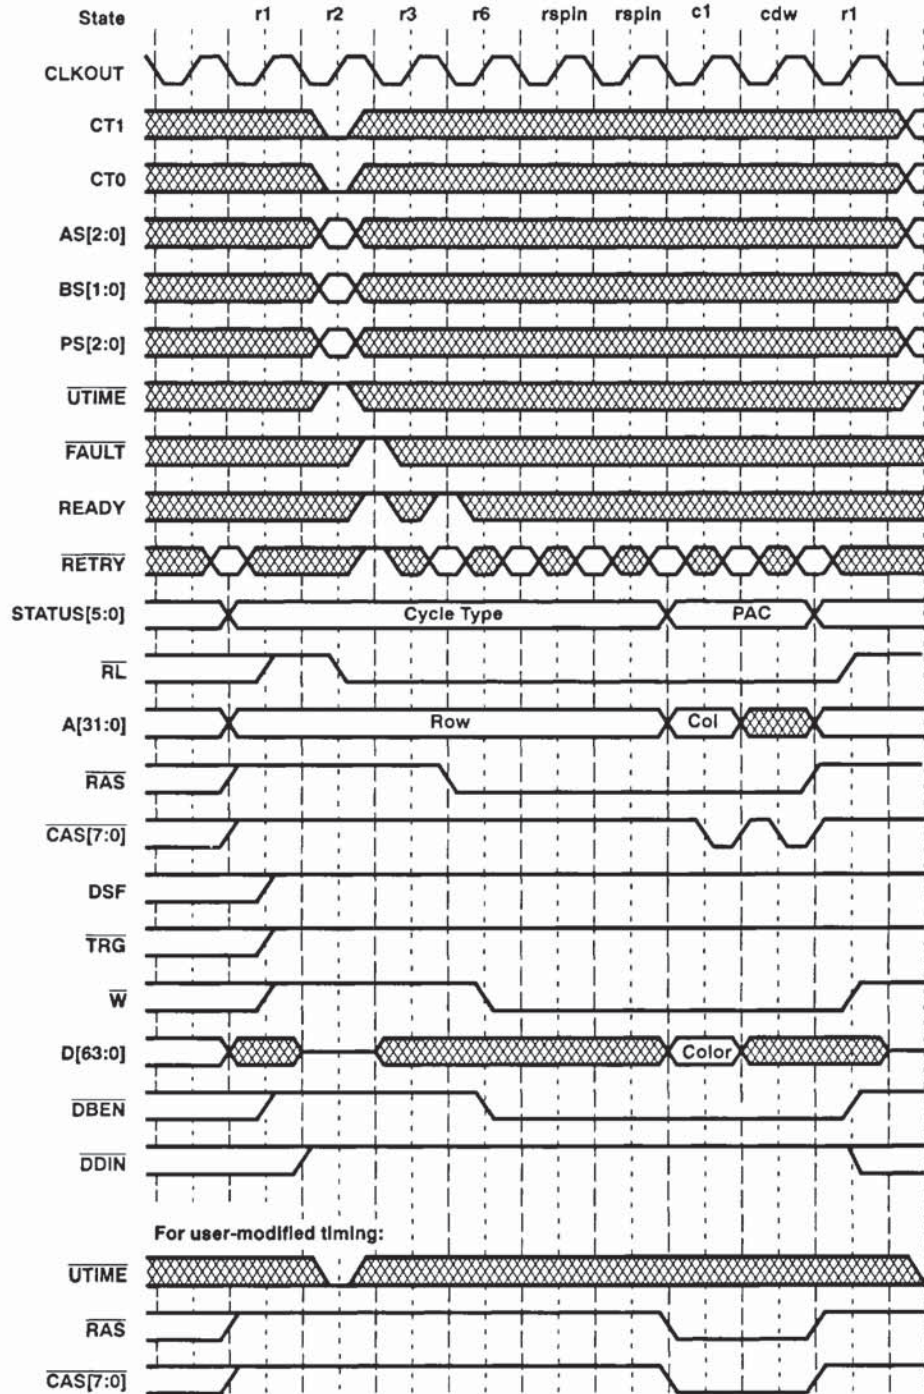 State r1 r2 r3 r6 rspin rspin c1 cdw r1
CLKOUT
CT1
CT0
AS[2:0]
BS[1:0]
PS[2:0]
UTIME
FAULT
READY
RETRY
STATUS[5:0] Cycle Type PAC
RL
A[31:0] Row Col
RAS
CAS[7:0]
DSF
TRG
W
D[63:0] Color
DBEN
DDIN
For user-modified timing:
UTIME
RAS
CAS[7:0]